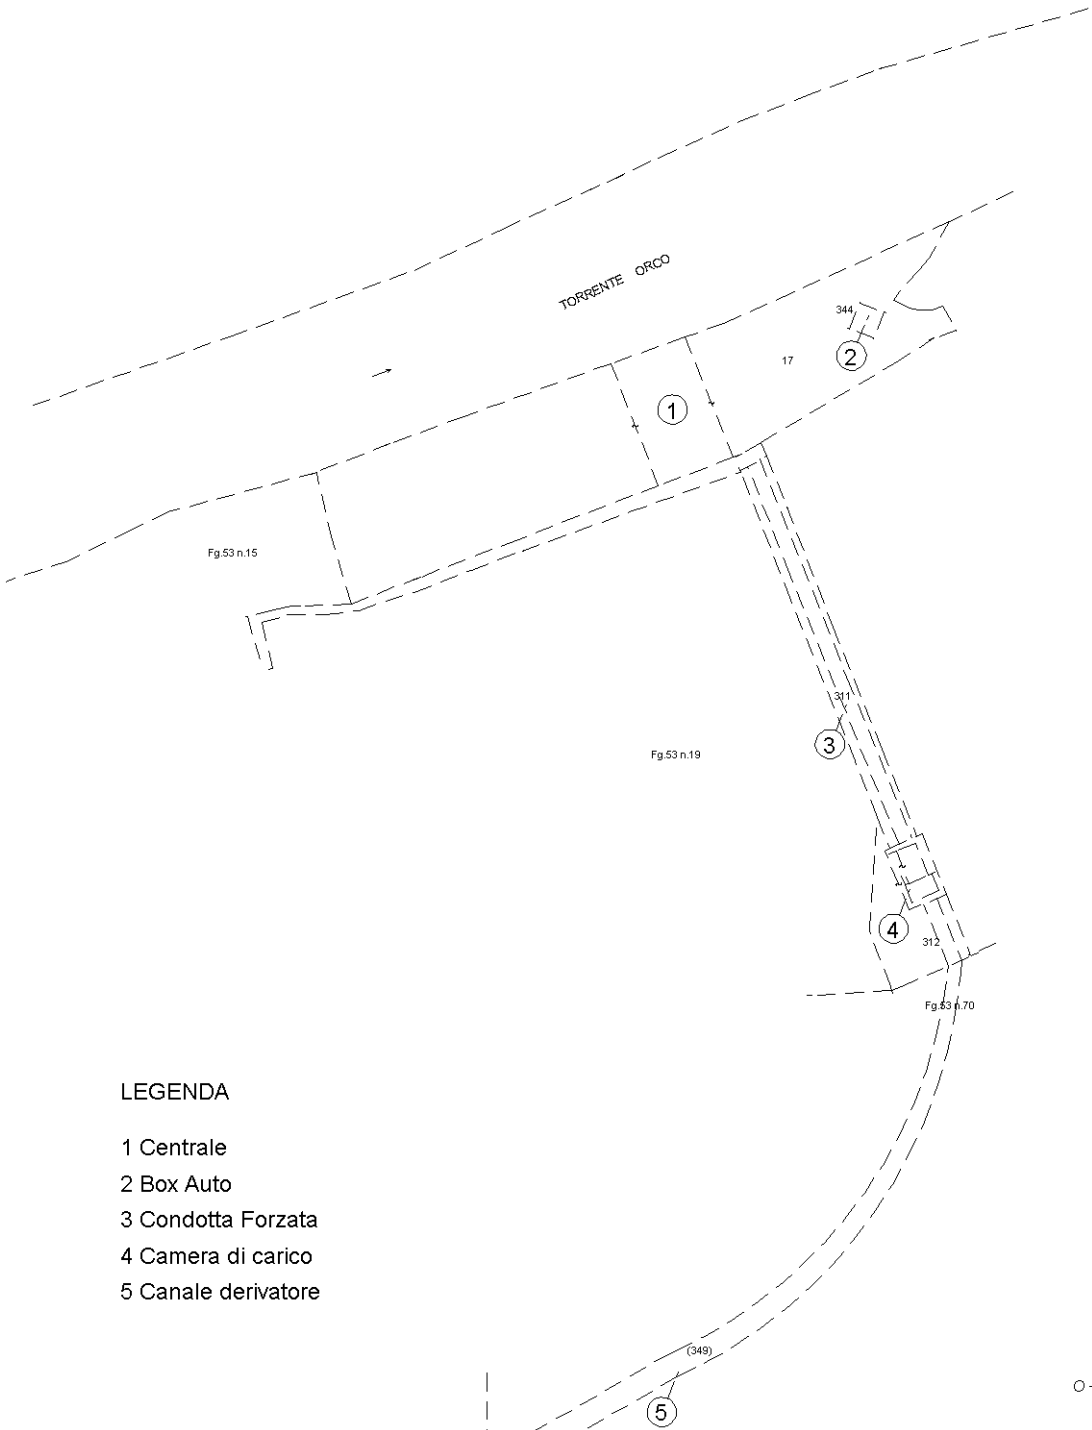 TORRENTE ORCO
344
2
17
1
Fg.53 n.15
311
3
Fg.53 n.19
4
312
Fg.53 n.70
LEGENDA
1 Centrale
2 Box Auto
3 Condotta Forzata
4 Camera di carico
5 Canale derivatore
(349)
5